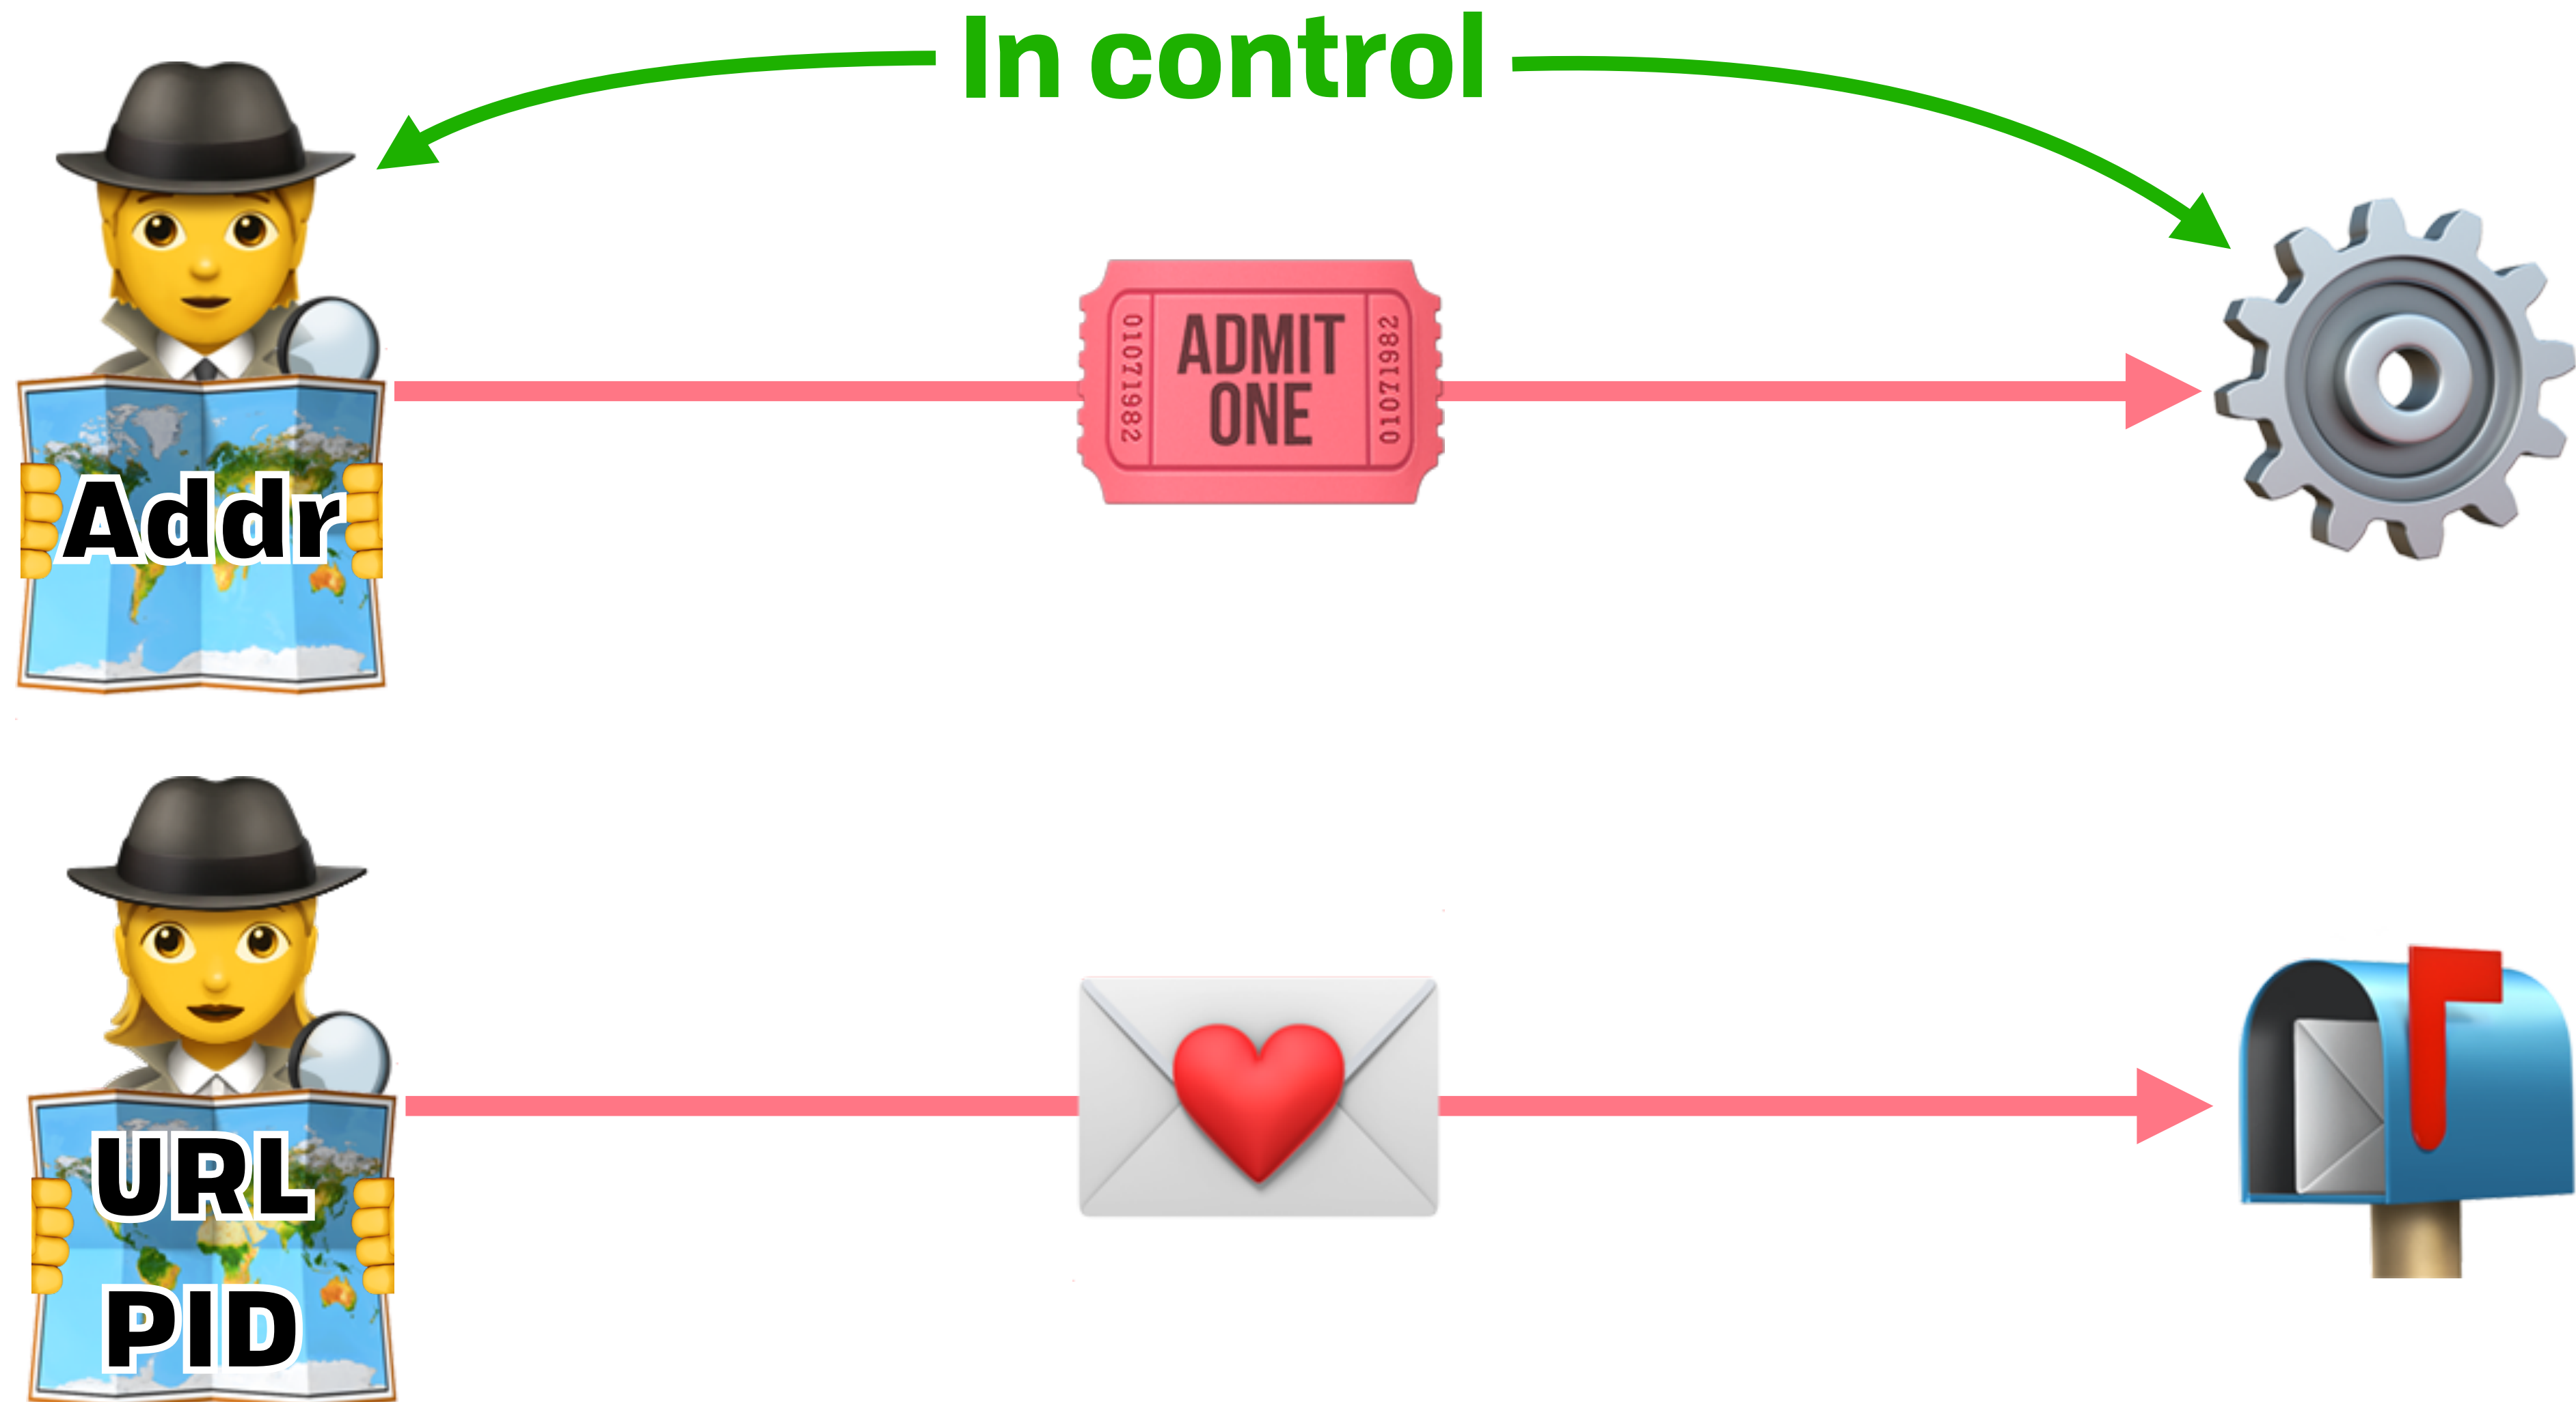 In control
01071982
ADMIT
ONE
01071982
Addr
URL
PID